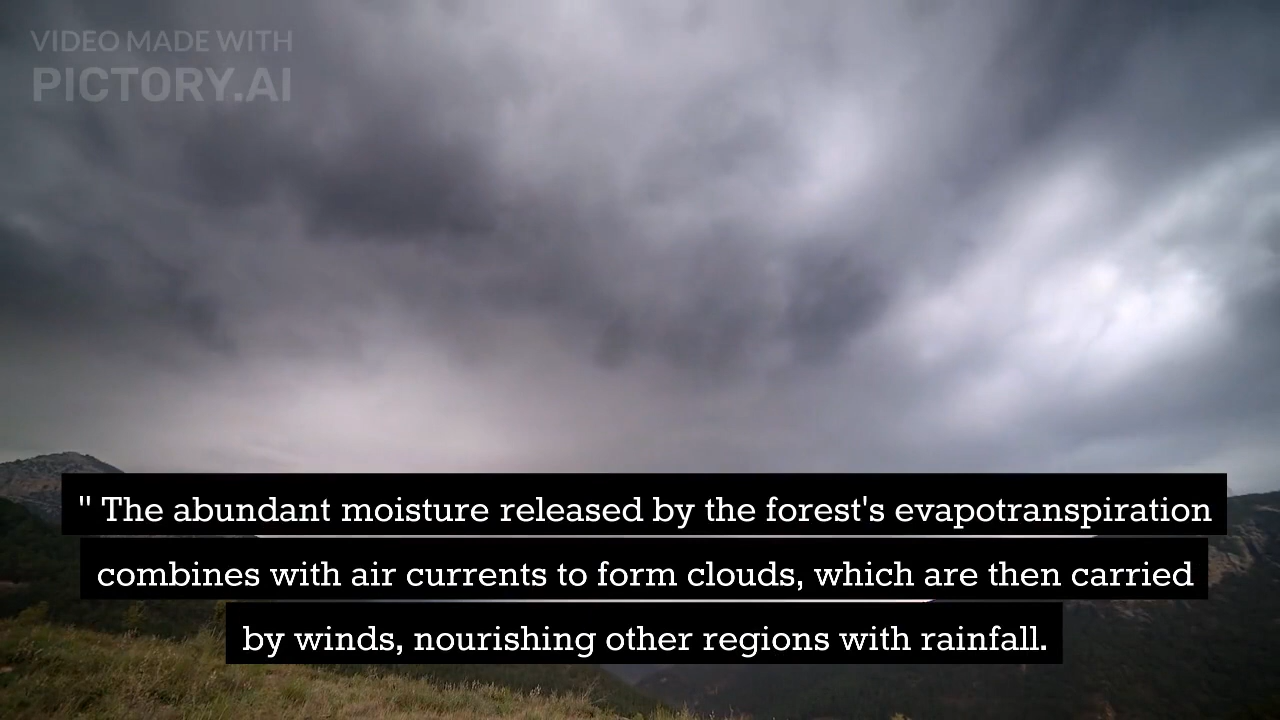 VIDEO MADE WITH
PICTORY.AI
" The abundant moisture released by the forest's evapotranspiration
combines with air currents to form clouds, which are then carried
by winds, nourishing other regions with rainfall.